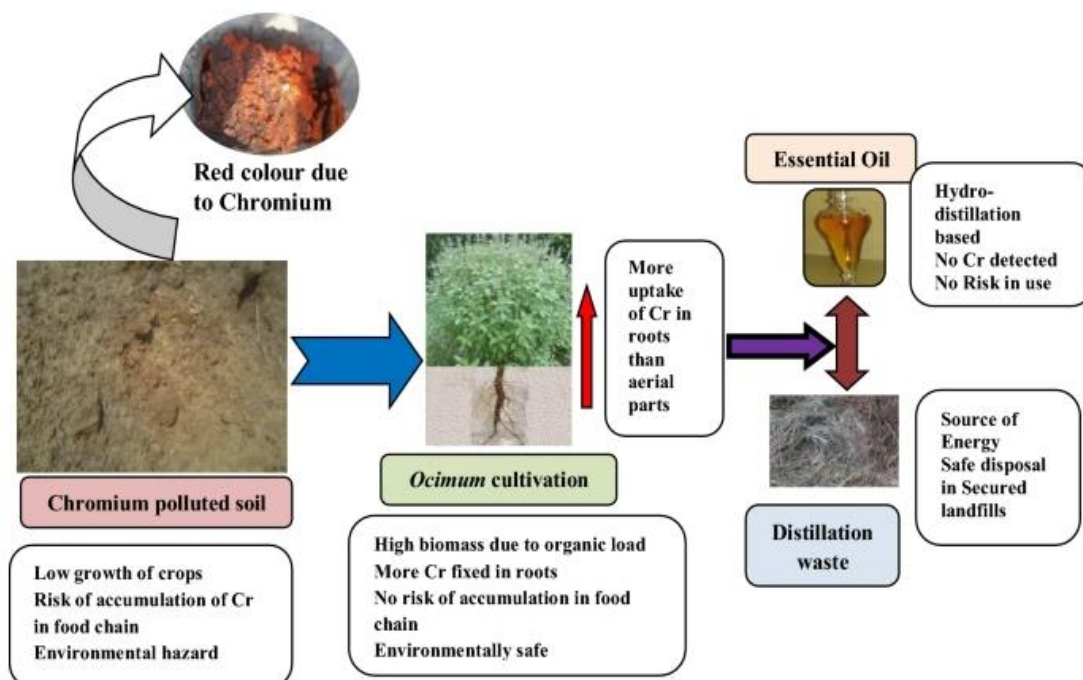 Red colour due
to Chromium
Chromium polluted soil
Low growth of crops
Risk of accumulation of Cr
in food chain
Environmental hazard
Ocimum cultivation
High biomass due to organic load
More Cr fixed in roots
No risk of accumulation in food
chain
Environmentally safe
More
uptake
of Cr in
roots
than
aerial
parts
Essential Oil
Hydro-
distillation
based
No Cr detected
No Risk in use
Source of
Energy
Safe disposal
in Secured
landfills
Distillation
waste